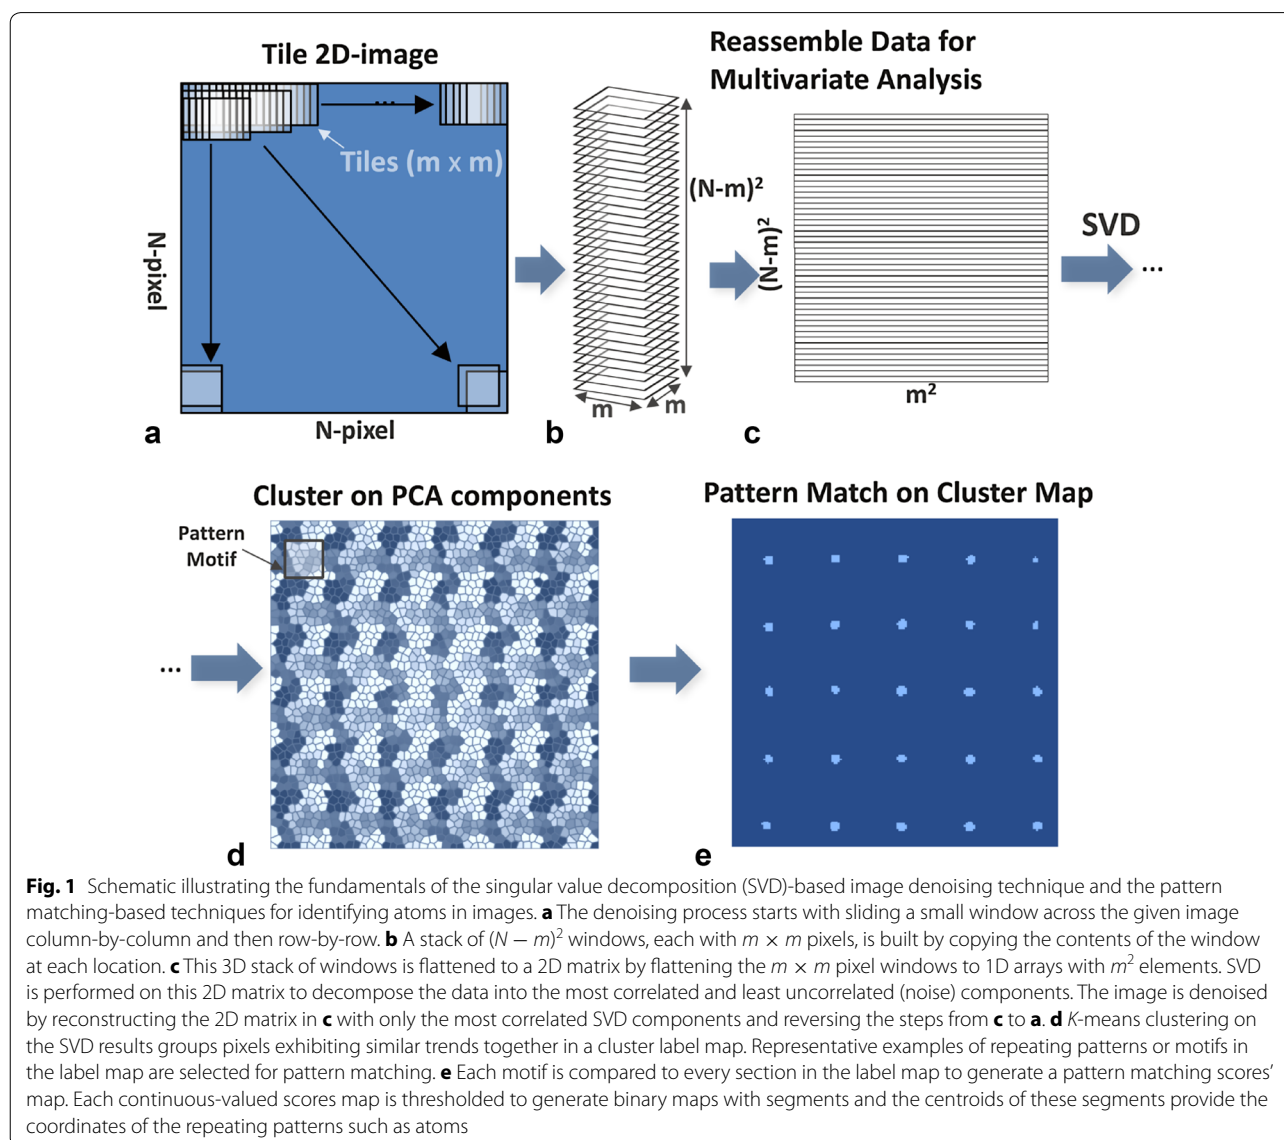 Tile 2D-image
Reassemble Data for
Multivariate Analysis
...
Tiles (m x m)
N-pixel
N-pixel
a
(N-m)²
m
m
b
(N-m)²
m²
c
SVD
...
Cluster on PCA components
Pattern
Motif
...
d
Pattern Match on Cluster Map
e
Fig. 1 Schematic illustrating the fundamentals of the singular value decomposition (SVD)-based image denoising technique and the pattern
matching-based techniques for identifying atoms in images. a The denoising process starts with sliding a small window across the given image
column-by-column and then row-by-row. b A stack of (N − m)² windows, each with m × m pixels, is built by copying the contents of the window
at each location. c This 3D stack of windows is flattened to a 2D matrix by flattening the m × m pixel windows to 1D arrays with m² elements. SVD
is performed on this 2D matrix to decompose the data into the most correlated and least uncorrelated (noise) components. The image is denoised
by reconstructing the 2D matrix in c with only the most correlated SVD components and reversing the steps from c to a. d K-means clustering on
the SVD results groups pixels exhibiting similar trends together in a cluster label map. Representative examples of repeating patterns or motifs in
the label map are selected for pattern matching. e Each motif is compared to every section in the label map to generate a pattern matching scores’
map. Each continuous-valued scores map is thresholded to generate binary maps with segments and the centroids of these segments provide the
coordinates of the repeating patterns such as atoms